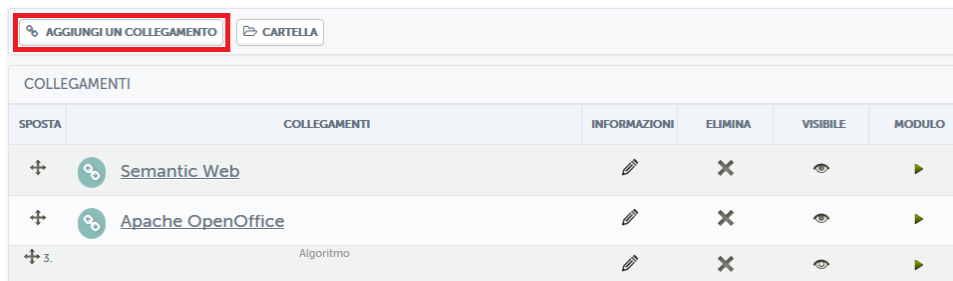 AGGIUNGI UN COLLEGAMENTO CARTELLA
COLLEGAMENTI
SPOSTA COLLEGAMENTI INFORMAZIONI ELIMINA VISIBILE MODULO
Semantic Web
Apache OpenOffice
3. Algoritmo